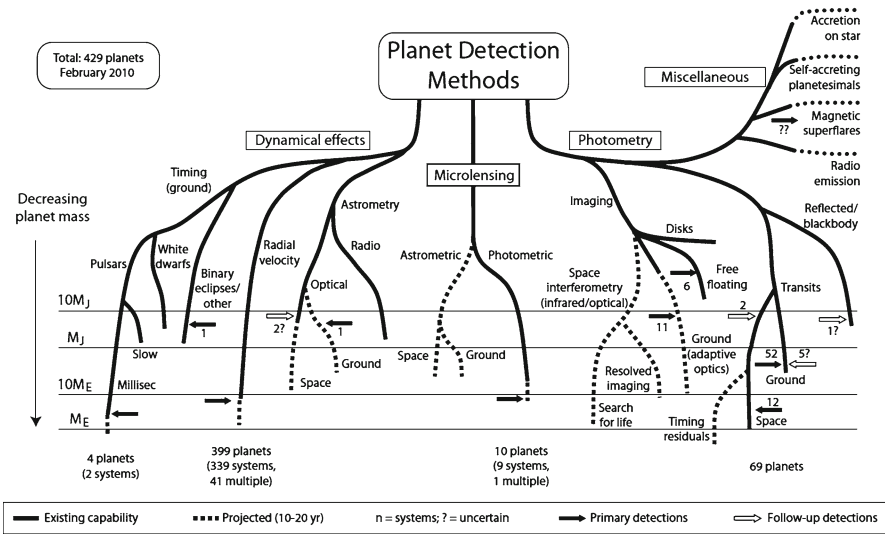 Total: 429 planets
February 2010
Planet Detection
Methods
Miscellaneous
Accretion
on star
Self-accreting
planetesimals
Magnetic
superflares
??
Radio
emission
Dynamical effects
Photometry
Microlensing
Timing
(ground)
Decreasing
planet mass
Astrometry
Imaging
Reflected/
blackbody
Pulsars
White
dwarfs
Radial
velocity
Radio
Astrometric
Photometric
Disks
Binary
eclipses/
other
Optical
Space
interferometry
(infrared/optical)
Free
floating
6
Transits
10MJ
2?
1
1
11
2
1?
MJ
Slow
Ground
Space
Space
Ground
Ground
(adaptive
optics)
52
5?
Ground
Resolved
imaging
10ME
Millisec
12
Space
Search
for life
Timing
residuals
ME
4 planets
(2 systems)
399 planets
(339 systems,
41 multiple)
10 planets
(9 systems,
1 multiple)
69 planets
Existing capability
Projected (10-20 yr)
n = systems; ? = uncertain
Primary detections
Follow-up detections